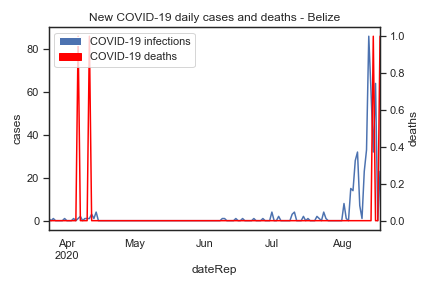 New COVID-19 daily cases and deaths - Belize
COVID-19 infections
COVID-19 deaths
80
60
40
20
0
cases
1.0
0.8
0.6
0.4
0.2
0.0
deaths
Apr
2020
May
Jun
Jul
Aug
dateRep